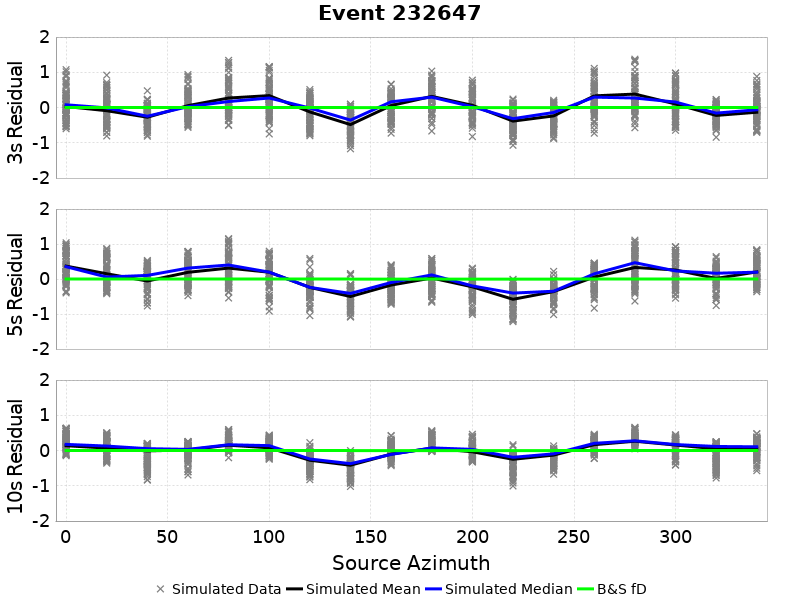 Event 232647
3s Residual
2
1
0
-1
-2
5s Residual
2
1
0
-1
-2
10s Residual
2
1
0
-1
-2
0 50 100 150 200 250 300
Source Azimuth
Simulated Data Simulated Mean Simulated Median B&S fD